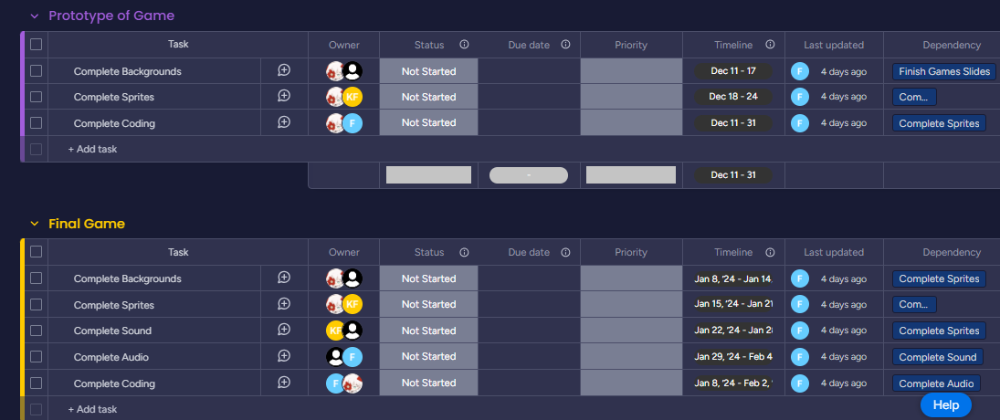 Prototype of Game
Task Owner Status Due date Priority Timeline Last updated Dependency
Complete Backgrounds Not Started Dec 11 - 17 F 4 days ago Finish Games Slides
Complete Sprites KF Not Started Dec 18 - 24 F 4 days ago Com...
Complete Coding F Not Started Dec 11 - 31 F 4 days ago Complete Sprites
+ Add task
- Dec 11 - 31
Final Game
Task Owner Status Due date Priority Timeline Last updated Dependency
Complete Backgrounds Not Started Jan 8, '24 - Jan 14, F 4 days ago Complete Sprites
Complete Sprites KF Not Started Jan 15, '24 - Jan 21 F 4 days ago Com...
Complete Sound KF Not Started Jan 22, '24 - Jan 2 F 4 days ago Complete Sprites
Complete Audio F Not Started Jan 29, '24 - Feb 4 F 4 days ago Complete Sound
Complete Coding F Not Started Jan 8, '24 - Feb 2, ' F 4 days ago Complete Audio
+ Add task
Help